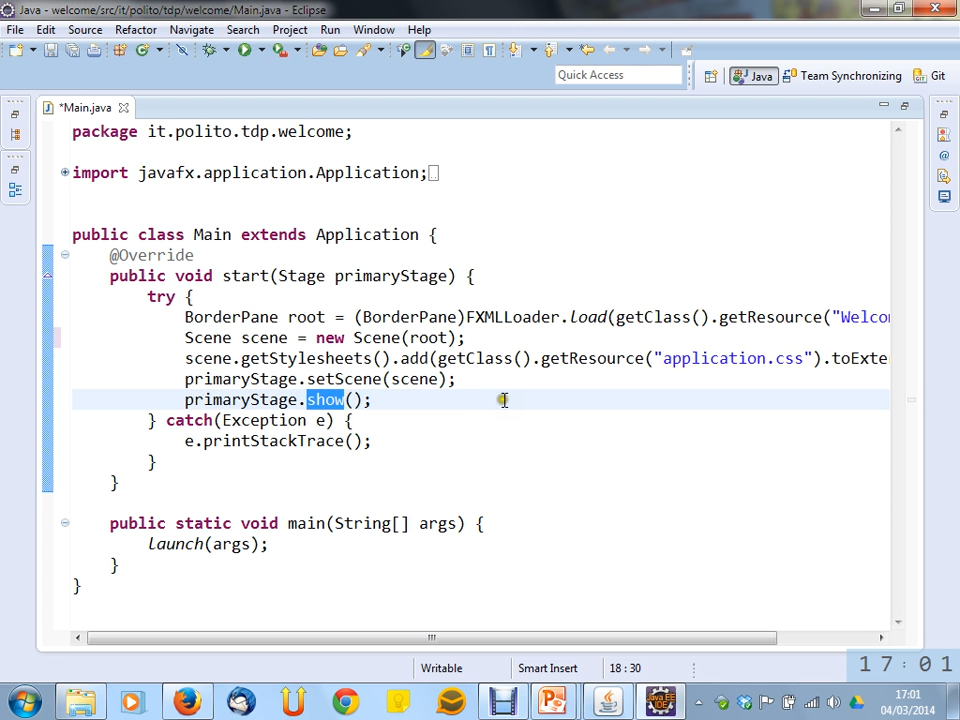 Java - welcome/src/it/polito/tdp/welcome/Main.java - Eclipse
File Edit Source Refactor Navigate Search Project Run Window Help
Quick Access Java Team Synchronizing Git
*Main.java
package it.polito.tdp.welcome;
import javafx.application.Application;
public class Main extends Application {
@Override
public void start(Stage primaryStage) {
try {
BorderPane root = (BorderPane)FXMLLoader.load(getClass().getResource("Welco
Scene scene = new Scene(root);
scene.getStylesheets().add(getClass().getResource("application.css").toExter
primaryStage.setScene(scene);
primaryStage.show();
} catch(Exception e) {
e.printStackTrace();
}
}
public static void main(String[] args) {
launch(args);
}
}
Writable Smart Insert 18 : 30
17:01
17:01
04/03/2014